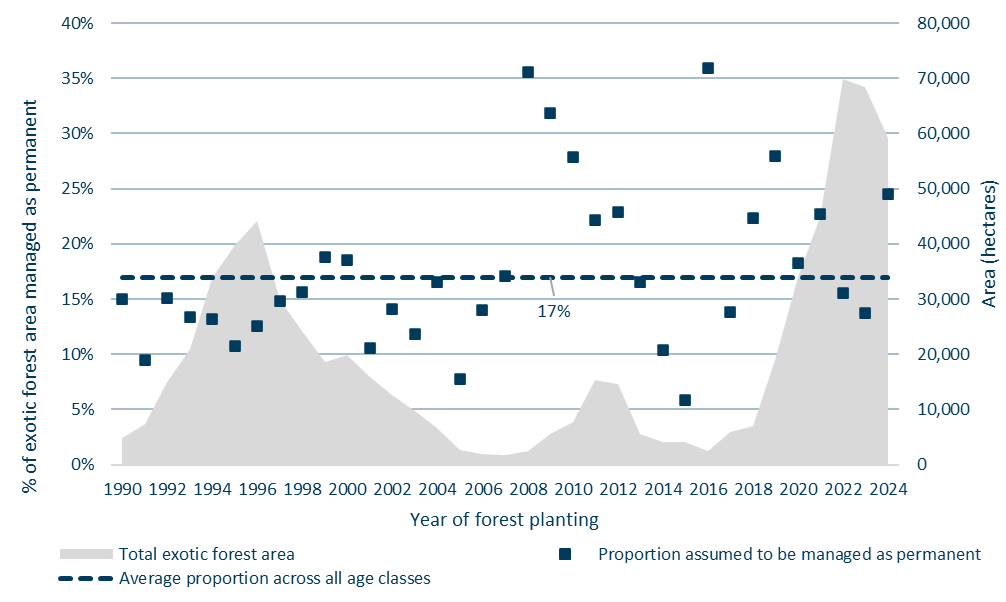 40%
80,000
35%
70,000
30%
60,000
25%
50,000
20%
40,000
15%
30,000
10%
20,000
5%
10,000
0%
0
% of exotic forest area managed as permanent
Area (hectares)
17%
1990 1992 1994 1996 1998 2000 2002 2004 2006 2008 2010 2012 2014 2016 2018 2020 2022 2024
Year of forest planting
Total exotic forest area
Proportion assumed to be managed as permanent
Average proportion across all age classes